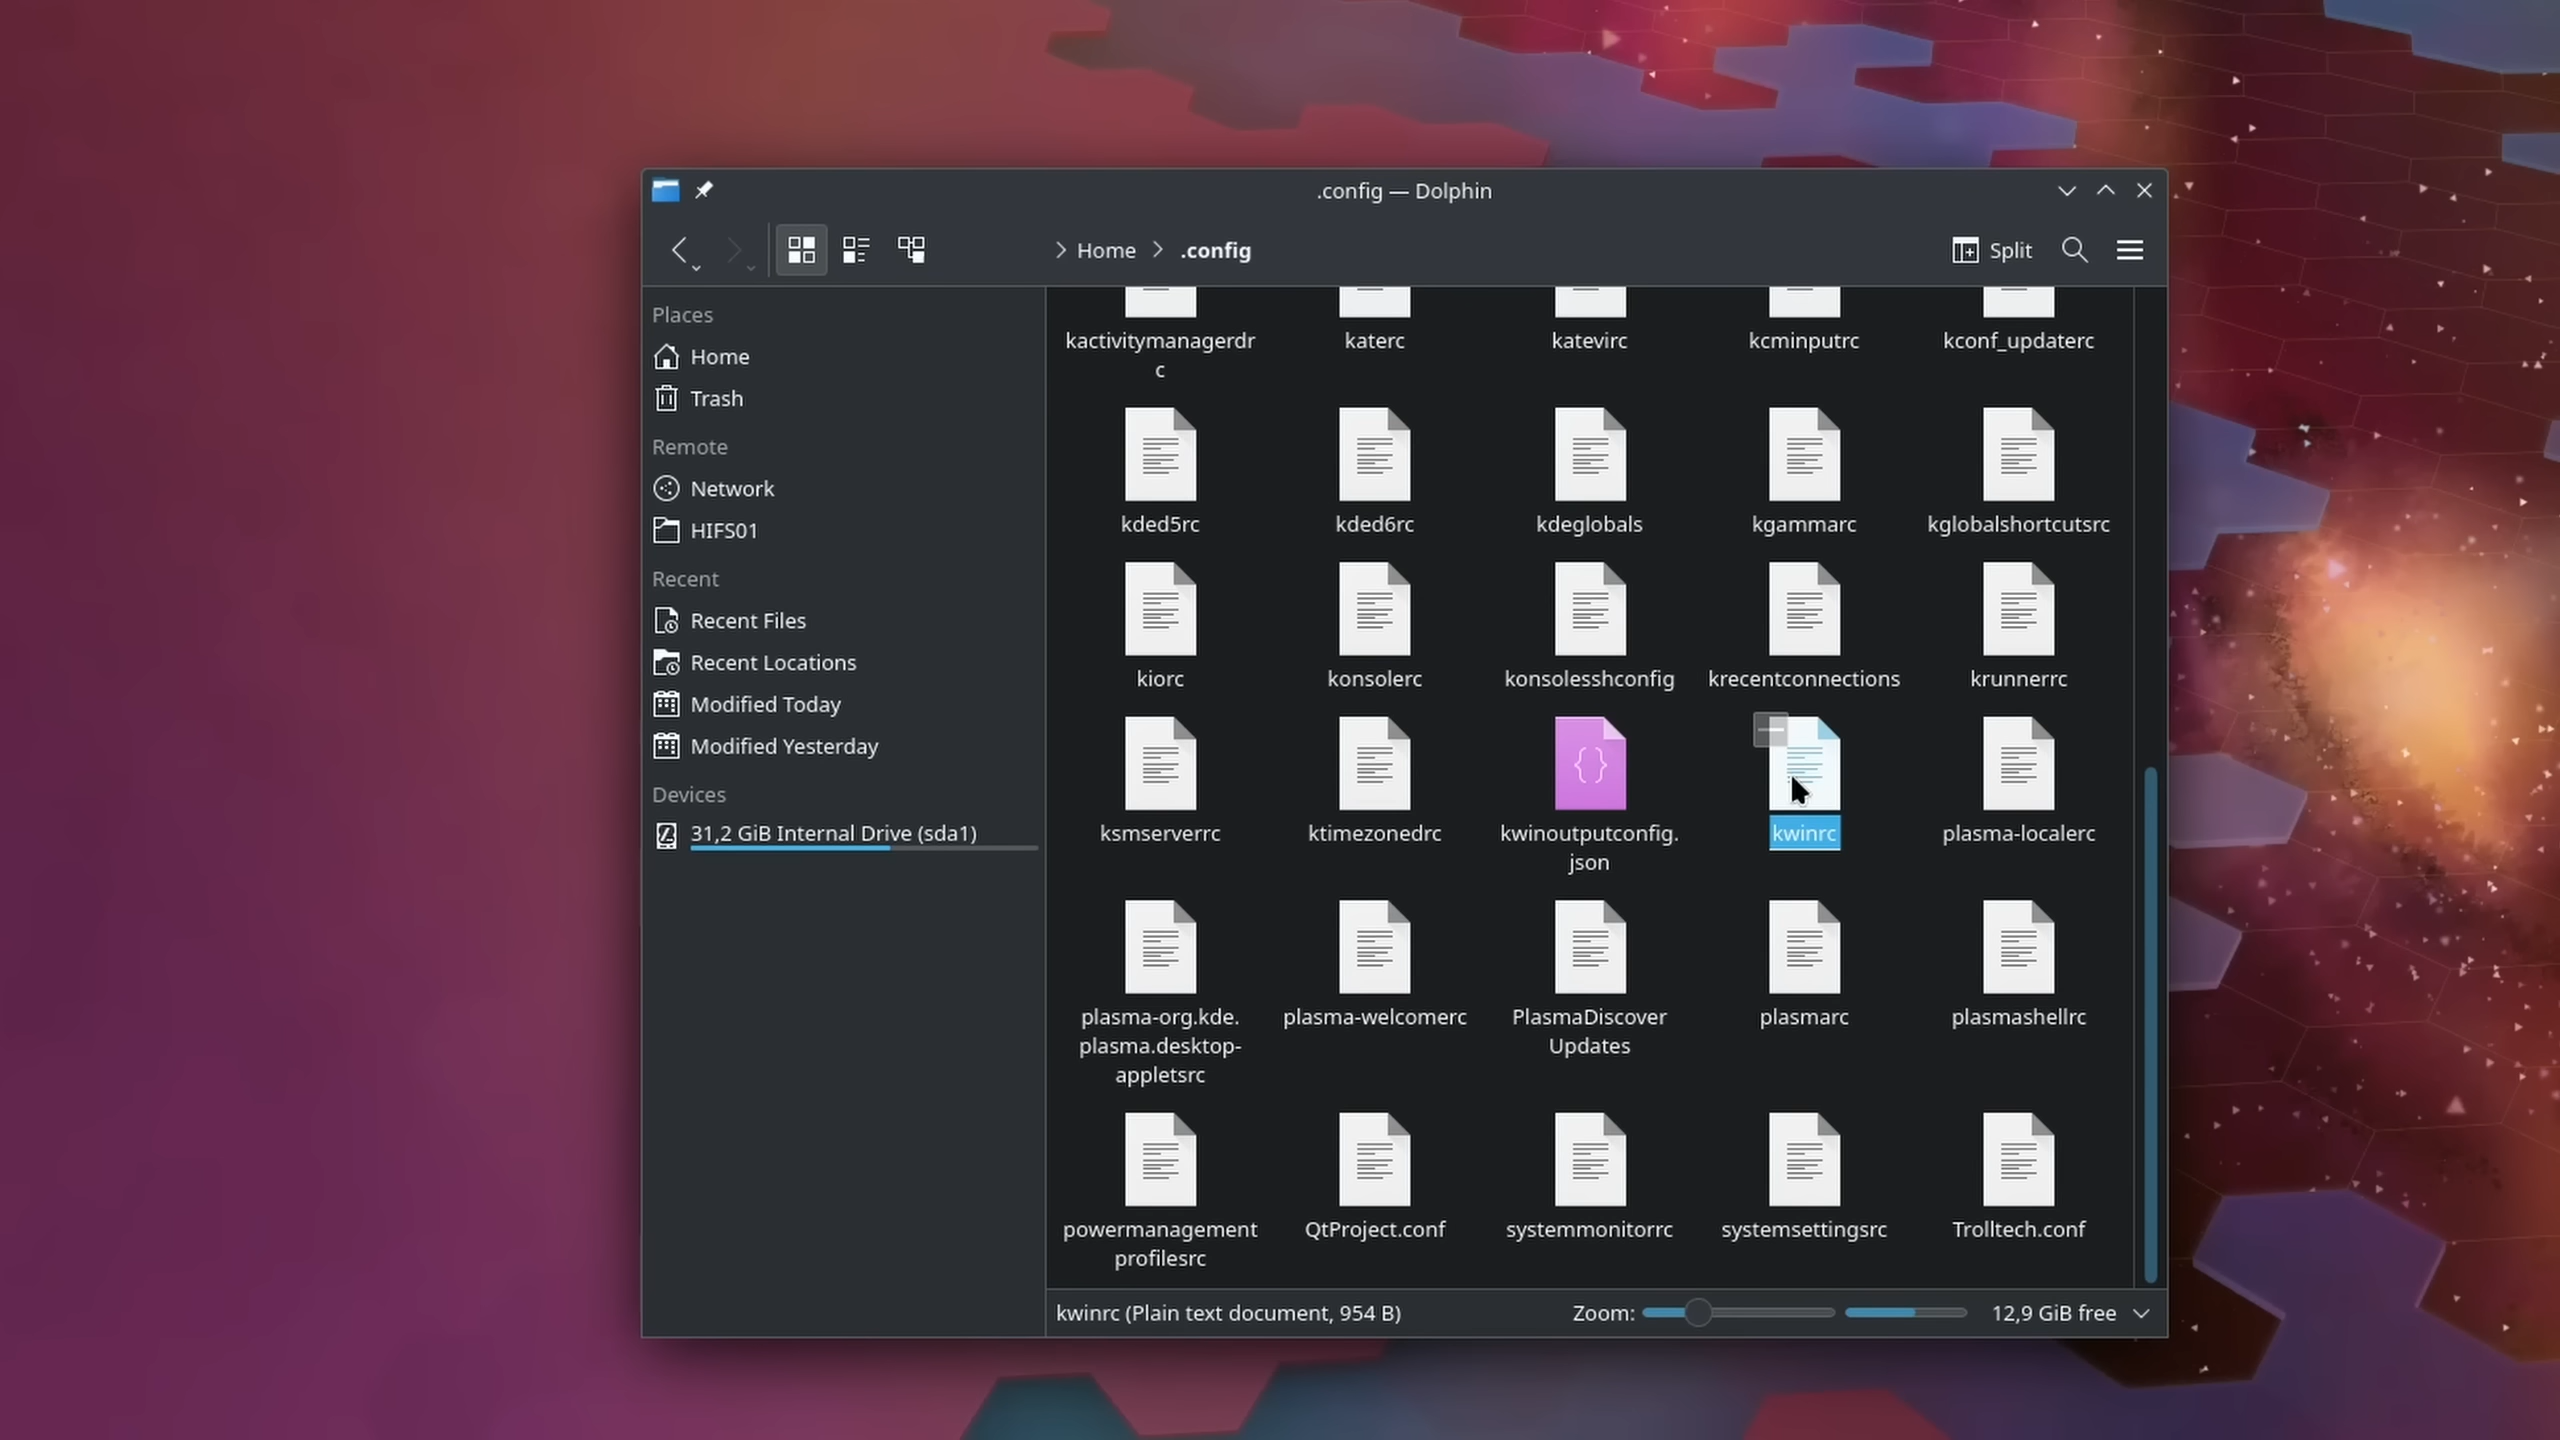 .config — Dolphin
Home
.config
Split
Places
Home
Trash
Remote
Network
HIFS01
Recent
Recent Files
Recent Locations
Modified Today
Modified Yesterday
Devices
31,2 GiB Internal Drive (sda1)
kactivitymanagerdr
c
katerc
katevirc
kcminputrc
kconf_updaterc
kded5rc
kded6rc
kdeglobals
kgammarc
kglobalshortcutsrc
kiorc
konsolerc
konsolesshconfig
krecentconnections
krunnerrc
ksmserverrc
ktimezonedrc
kwinoutputconfig.
json
kwinrc
plasma-localerc
plasma-org.kde.
plasma.desktop-
appletsrc
plasma-welcomerc
PlasmaDiscover
Updates
plasmarc
plasmashellrc
powermanagement
profilesrc
QtProject.conf
systemmonitorrc
systemsettingsrc
Trolltech.conf
kwinrc (Plain text document, 954 B)
Zoom:
12,9 GiB free